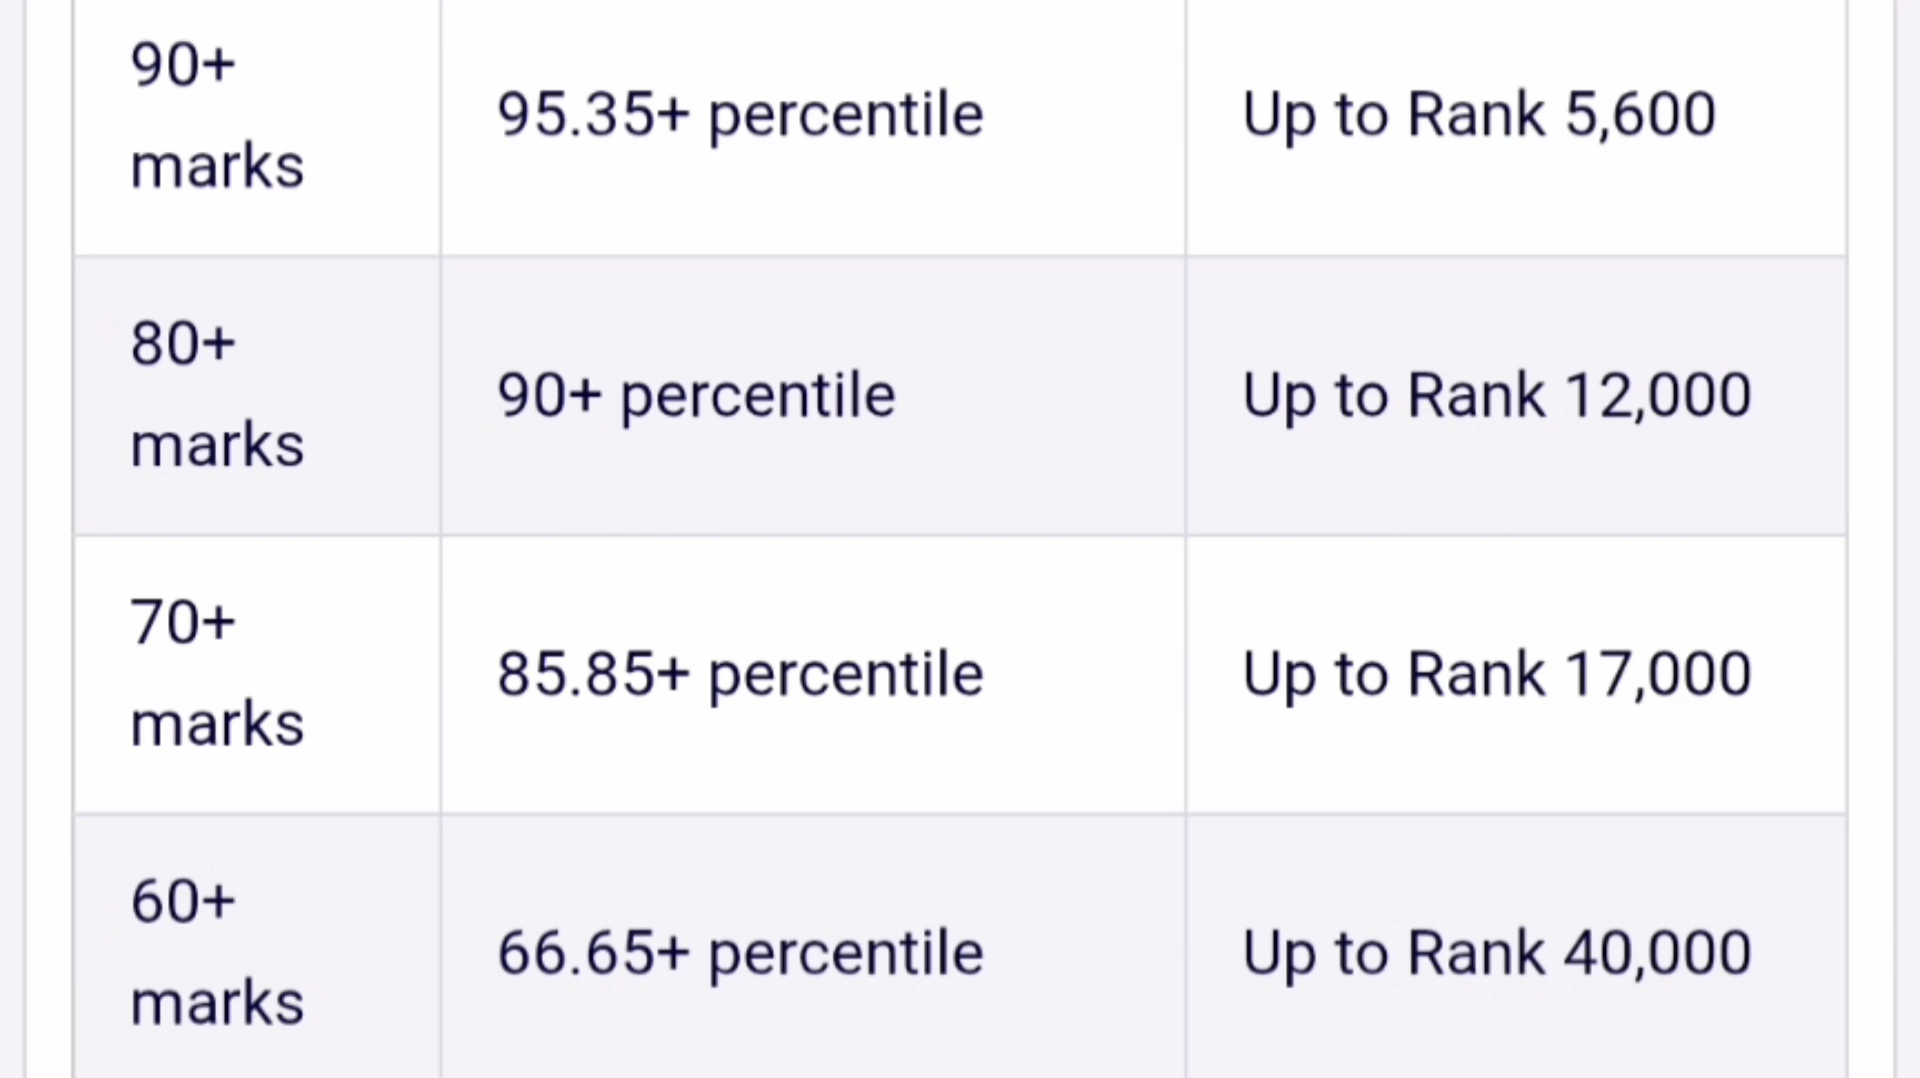 90+
marks
95.35+ percentile
Up to Rank 5,600
80+
marks
90+ percentile
Up to Rank 12,000
70+
marks
85.85+ percentile
Up to Rank 17,000
60+
marks
66.65+ percentile
Up to Rank 40,000